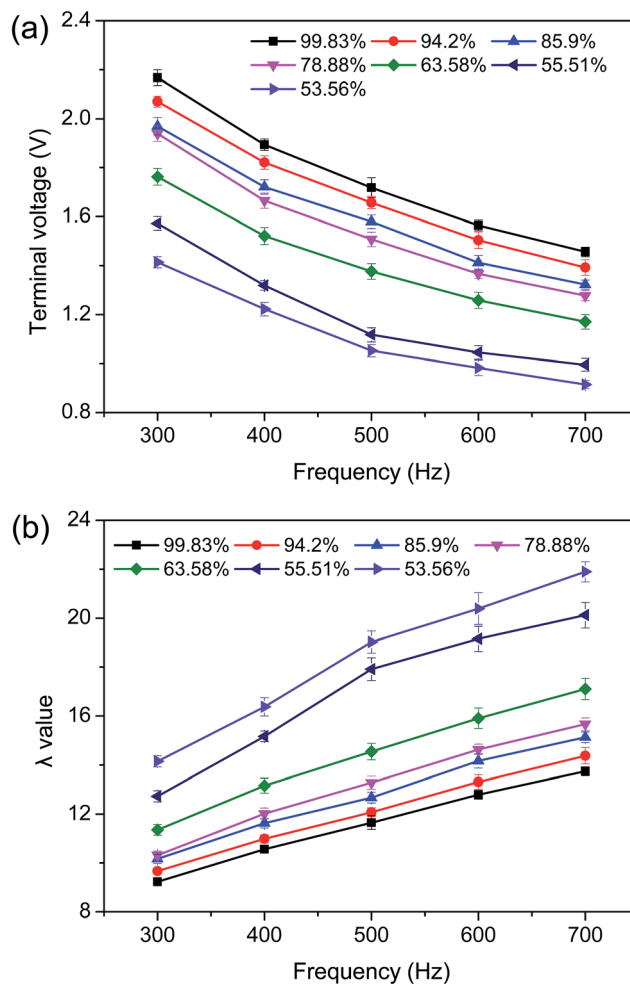 (a)
2.4
2.0
1.6
1.2
0.8
Terminal voltage (V)
99.83% 94.2% 85.9%
78.88% 63.58% 55.51%
53.56%
300 400 500 600 700
Frequency (Hz)
(b)
24
20
16
12
8
λ value
99.83% 94.2% 85.9% 78.88%
63.58% 55.51% 53.56%
300 400 500 600 700
Frequency (Hz)